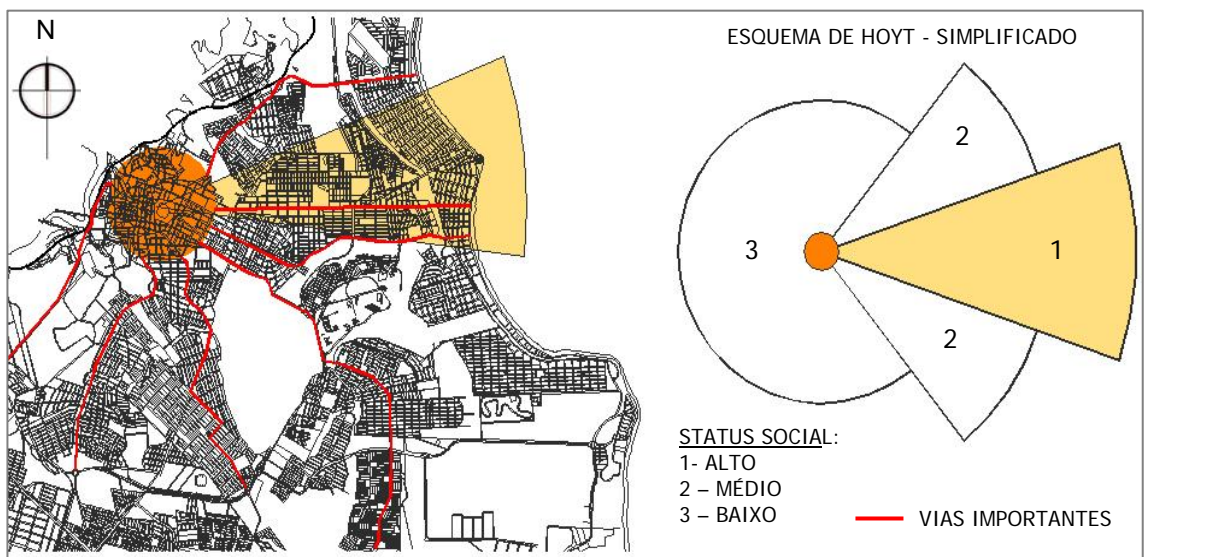 N
ESQUEMA DE HOYT - SIMPLIFICADO
2
3
1
2
STATUS SOCIAL:
1- ALTO
2 – MÉDIO
3 – BAIXO
VIAS IMPORTANTES